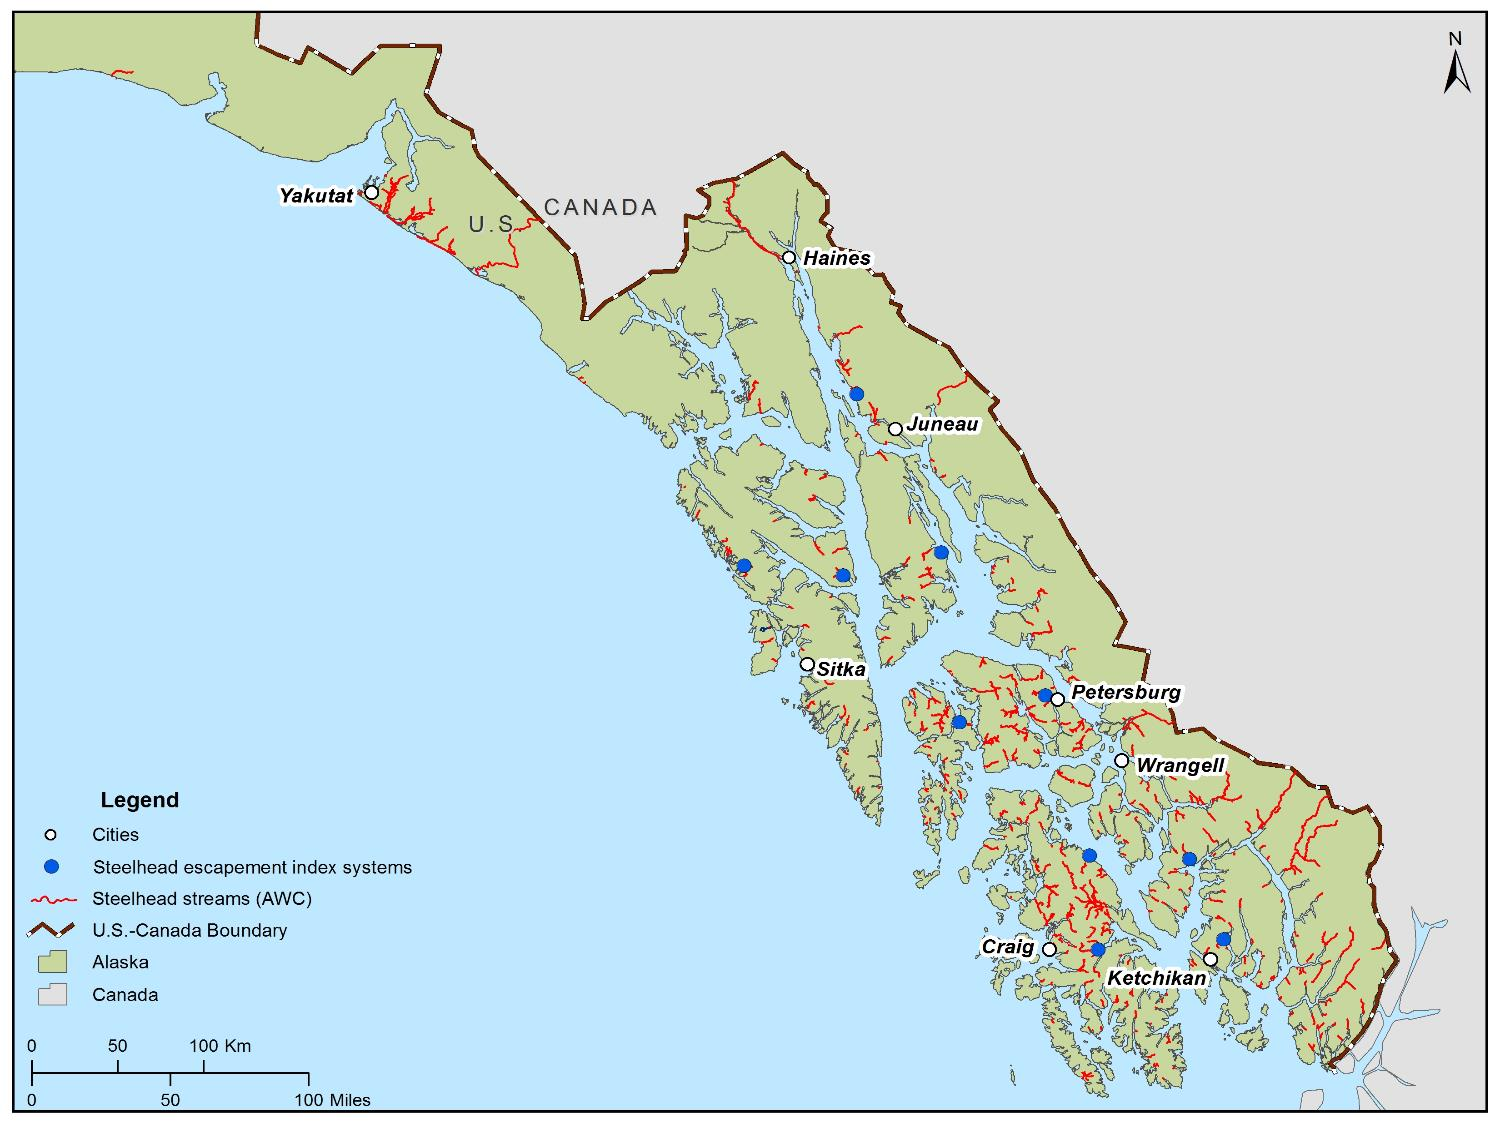 N
Yakutat
U.S.
CANADA
Haines
Juneau
Sitka
Petersburg
Wrangell
Craig
Ketchikan
Legend
Cities
Steelhead escapement index systems
Steelhead streams (AWC)
U.S.-Canada Boundary
Alaska
Canada
0 50 100 Km
0 50 100 Miles